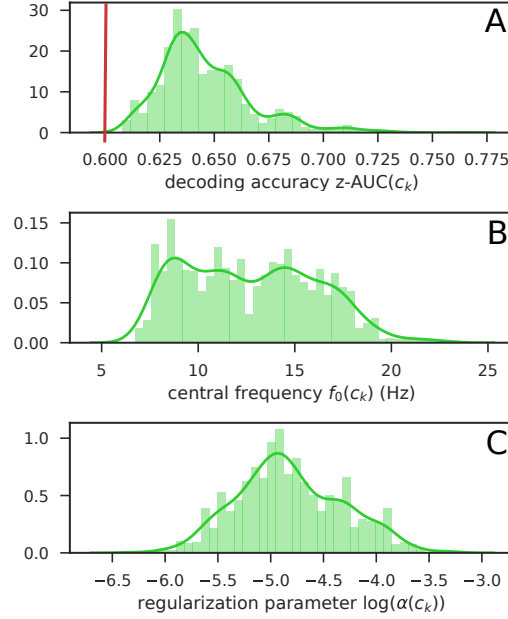 A
30
20
10
0
0.600 0.625 0.650 0.675 0.700 0.725 0.750 0.775
decoding accuracy z-AUC(c_k)
B
0.15
0.10
0.05
0.00
5 10 15 20 25
central frequency f_0(c_k) (Hz)
C
1.0
0.5
0.0
−6.5 −6.0 −5.5 −5.0 −4.5 −4.0 −3.5 −3.0
regularization parameter log(α(c_k))